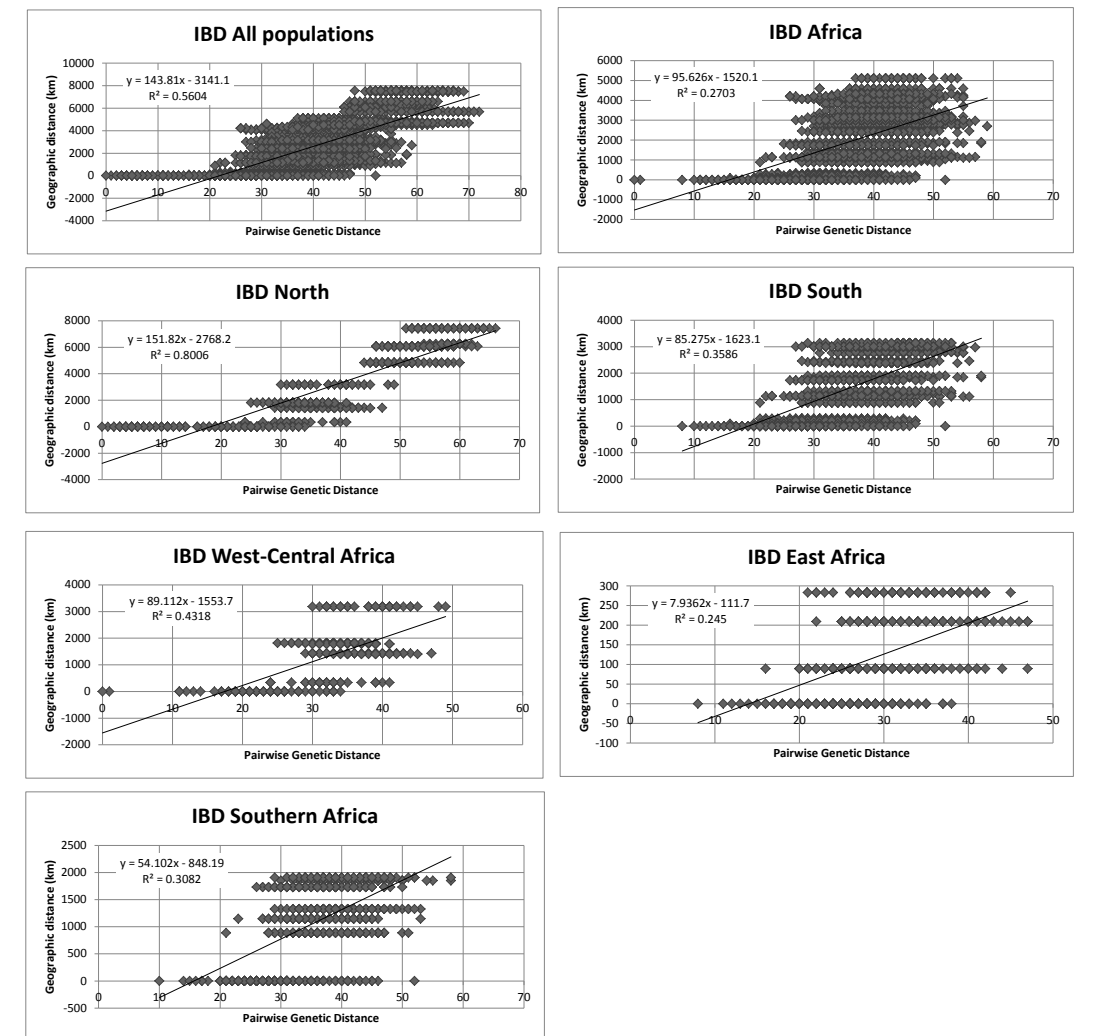 IBD All populations
y = 143.81x - 3141.1
R² = 0.5604
Geographic distance (km)
10000
8000
6000
4000
2000
0
-2000
-4000
0 10 20 30 40 50 60 70 80
Pairwise Genetic Distance
IBD Africa
y = 95.626x - 1520.1
R² = 0.2703
Geographic distance (km)
6000
5000
4000
3000
2000
1000
0
-1000
-2000
0 10 20 30 40 50 60 70
Pairwise Genetic Distance
IBD North
y = 151.82x - 2768.2
R² = 0.8006
Geographic distance (km)
8000
6000
4000
2000
0
-2000
-4000
0 10 20 30 40 50 60 70
Pairwise Genetic Distance
IBD South
y = 85.275x - 1623.1
R² = 0.3586
Geographic distance (km)
4000
3000
2000
1000
0
-1000
-2000
0 10 20 30 40 50 60 70
Pairwise Genetic Distance
IBD West-Central Africa
y = 89.112x - 1553.7
R² = 0.4318
Geographic distance (km)
4000
3000
2000
1000
0
-1000
-2000
0 10 20 30 40 50 60
Pairwise Genetic Distance
IBD East Africa
y = 7.9362x - 111.7
R² = 0.245
Geographic distance (km)
300
250
200
150
100
50
0
-50
-100
0 10 20 30 40 50
Pairwise Genetic Distance
IBD Southern Africa
y = 54.102x - 848.19
R² = 0.3082
Geographic distance (km)
2500
2000
1500
1000
500
0
-500
0 10 20 30 40 50 60 70
Pairwise Genetic Distance